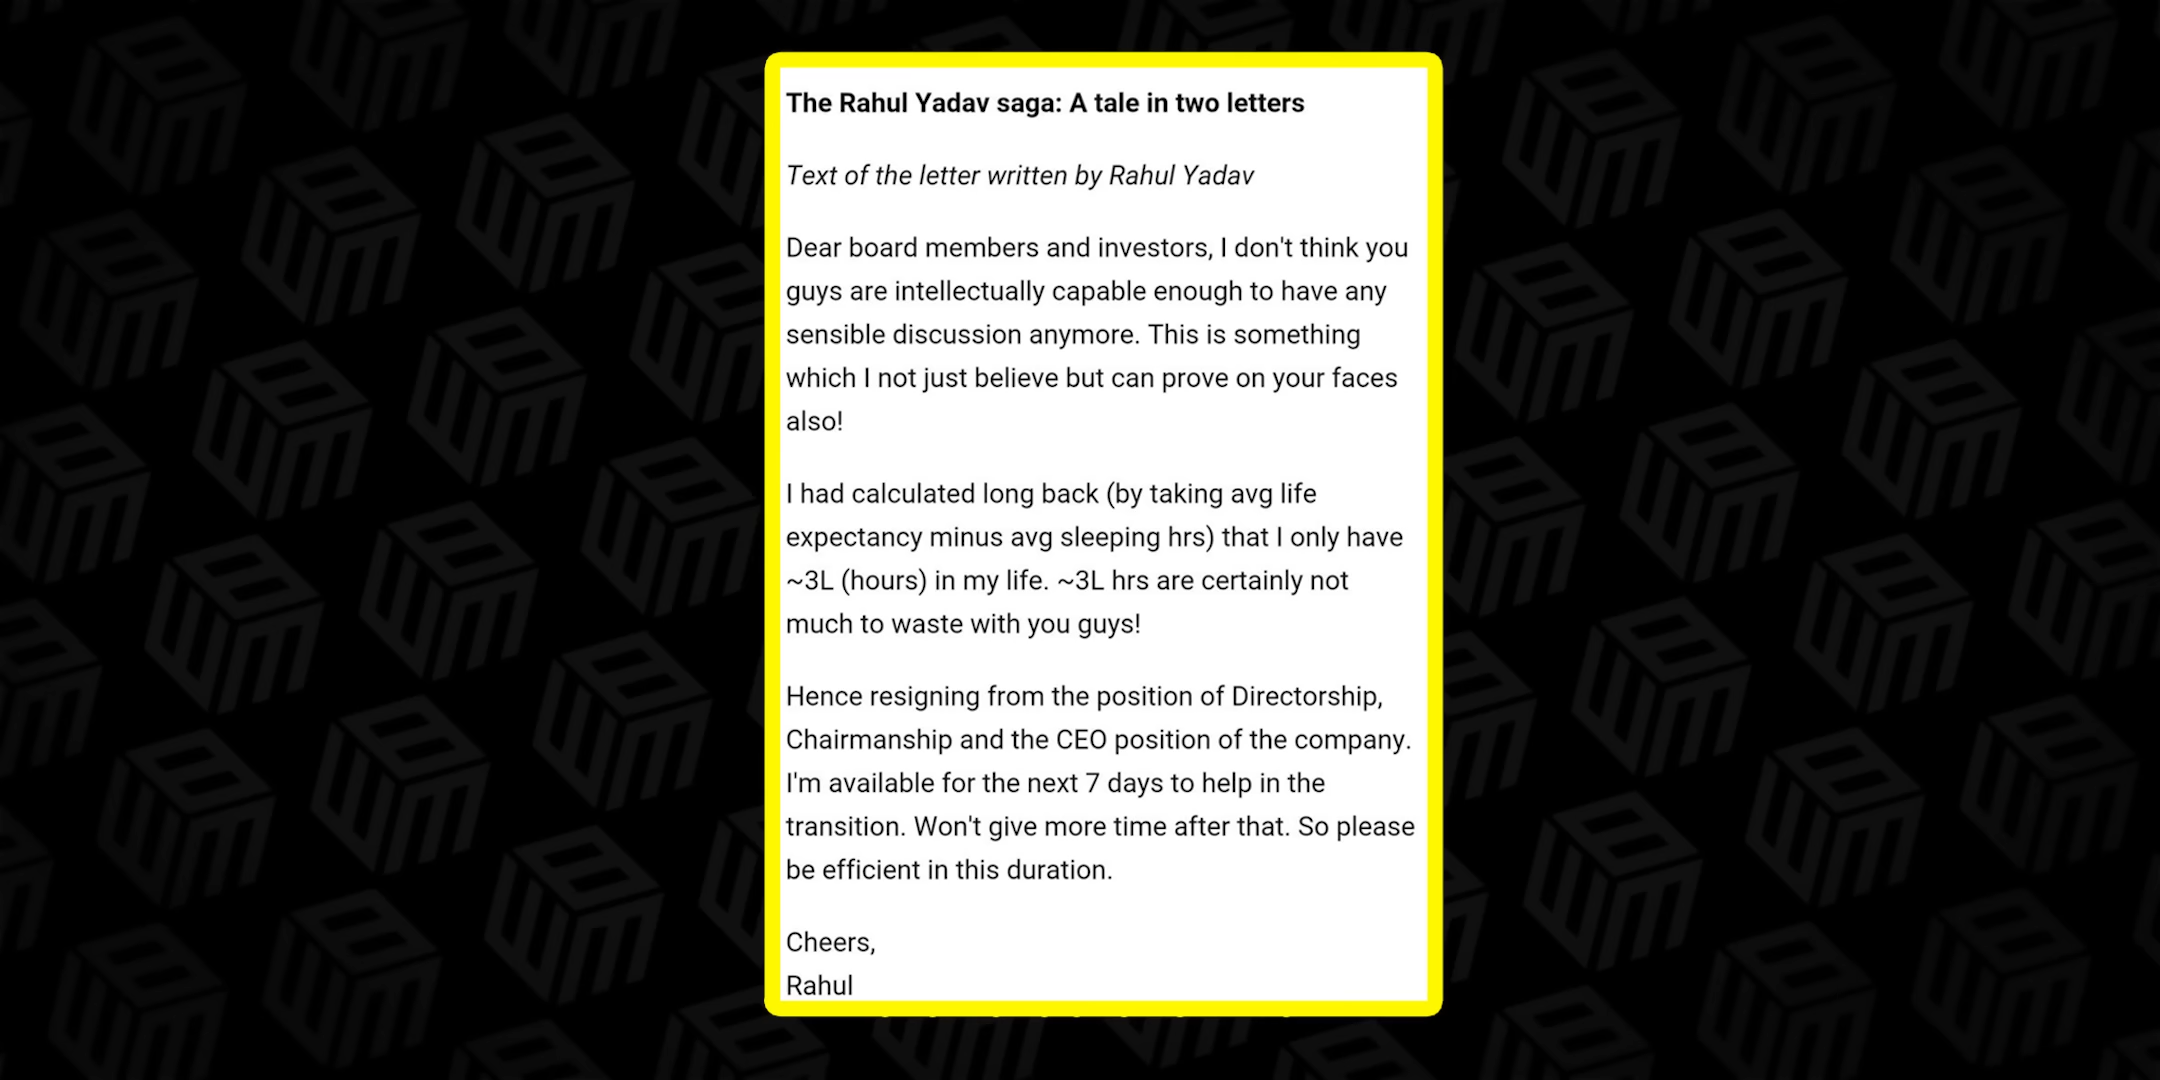 The Rahul Yadav saga: A tale in two letters
Text of the letter written by Rahul Yadav
Dear board members and investors, I don't think you
guys are intellectually capable enough to have any
sensible discussion anymore. This is something
which I not just believe but can prove on your faces
also!
I had calculated long back (by taking avg life
expectancy minus avg sleeping hrs) that I only have
~3L (hours) in my life. ~3L hrs are certainly not
much to waste with you guys!
Hence resigning from the position of Directorship,
Chairmanship and the CEO position of the company.
I'm available for the next 7 days to help in the
transition. Won't give more time after that. So please
be efficient in this duration.
Cheers,
Rahul